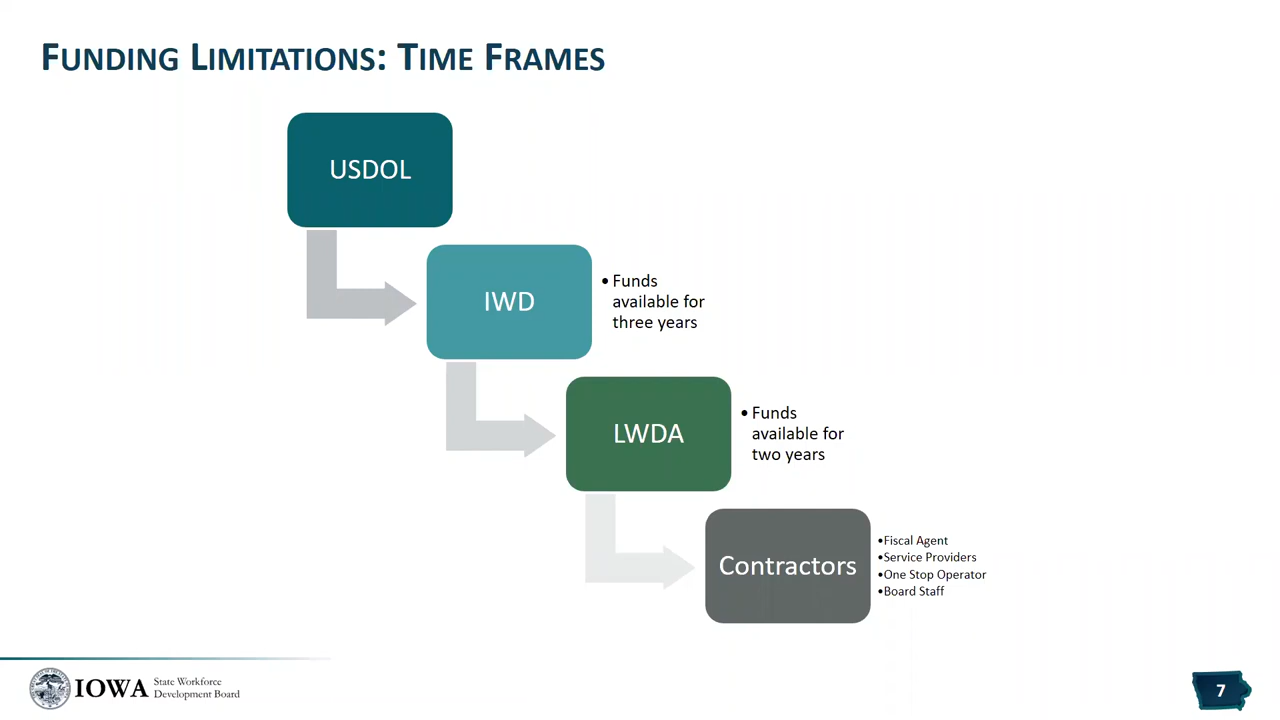 FUNDING LIMITATIONS: TIME FRAMES
USDOL
IWD
• Funds
available for
three years
LWDA
• Funds
available for
two years
Contractors
•Fiscal Agent
•Service Providers
•One Stop Operator
•Board Staff
IOWA
State Workforce
Development Board
7